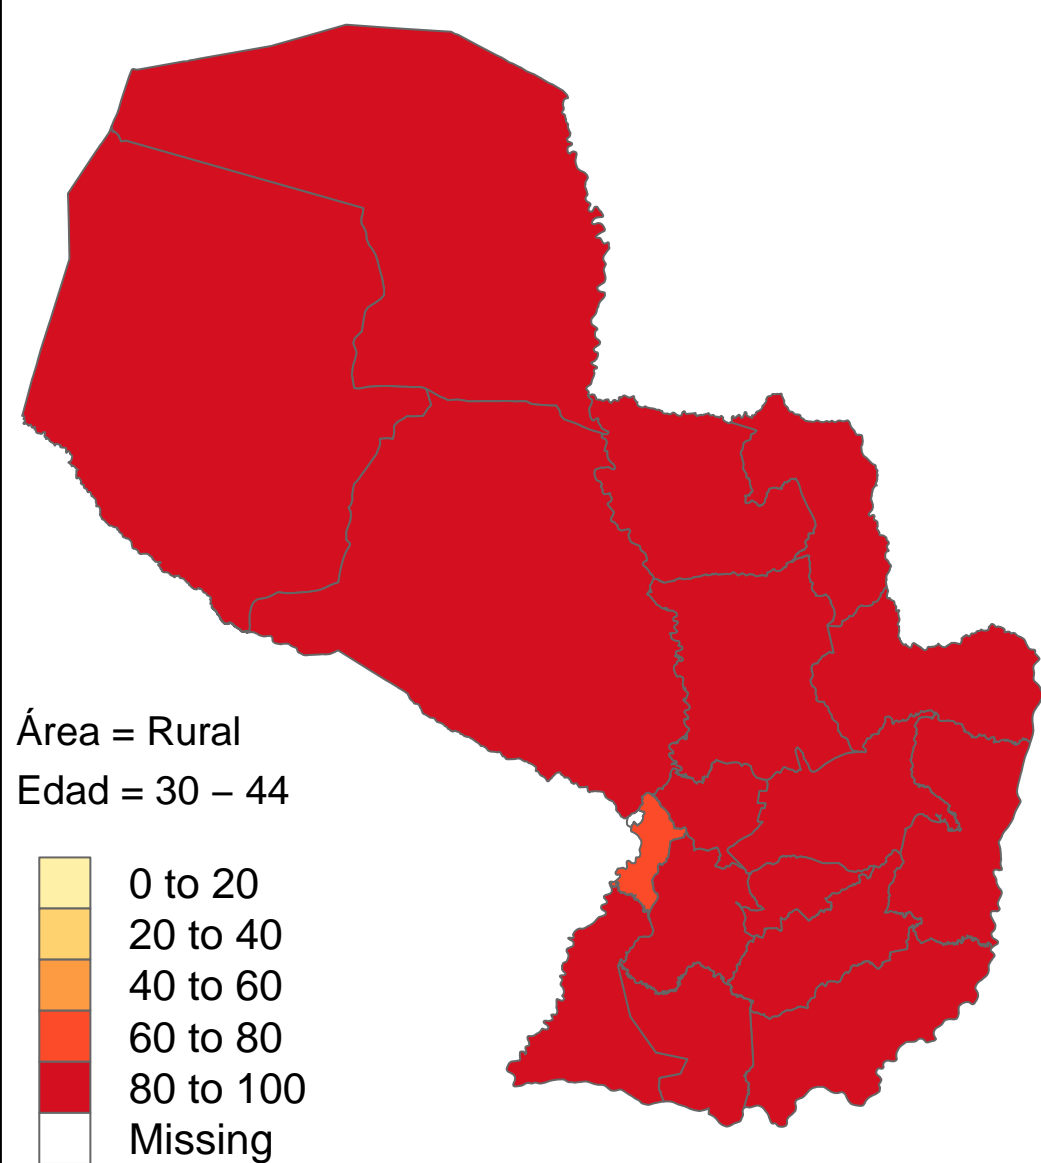 Área = Rural
Edad = 30 – 44
0 to 20
20 to 40
40 to 60
60 to 80
80 to 100
Missing